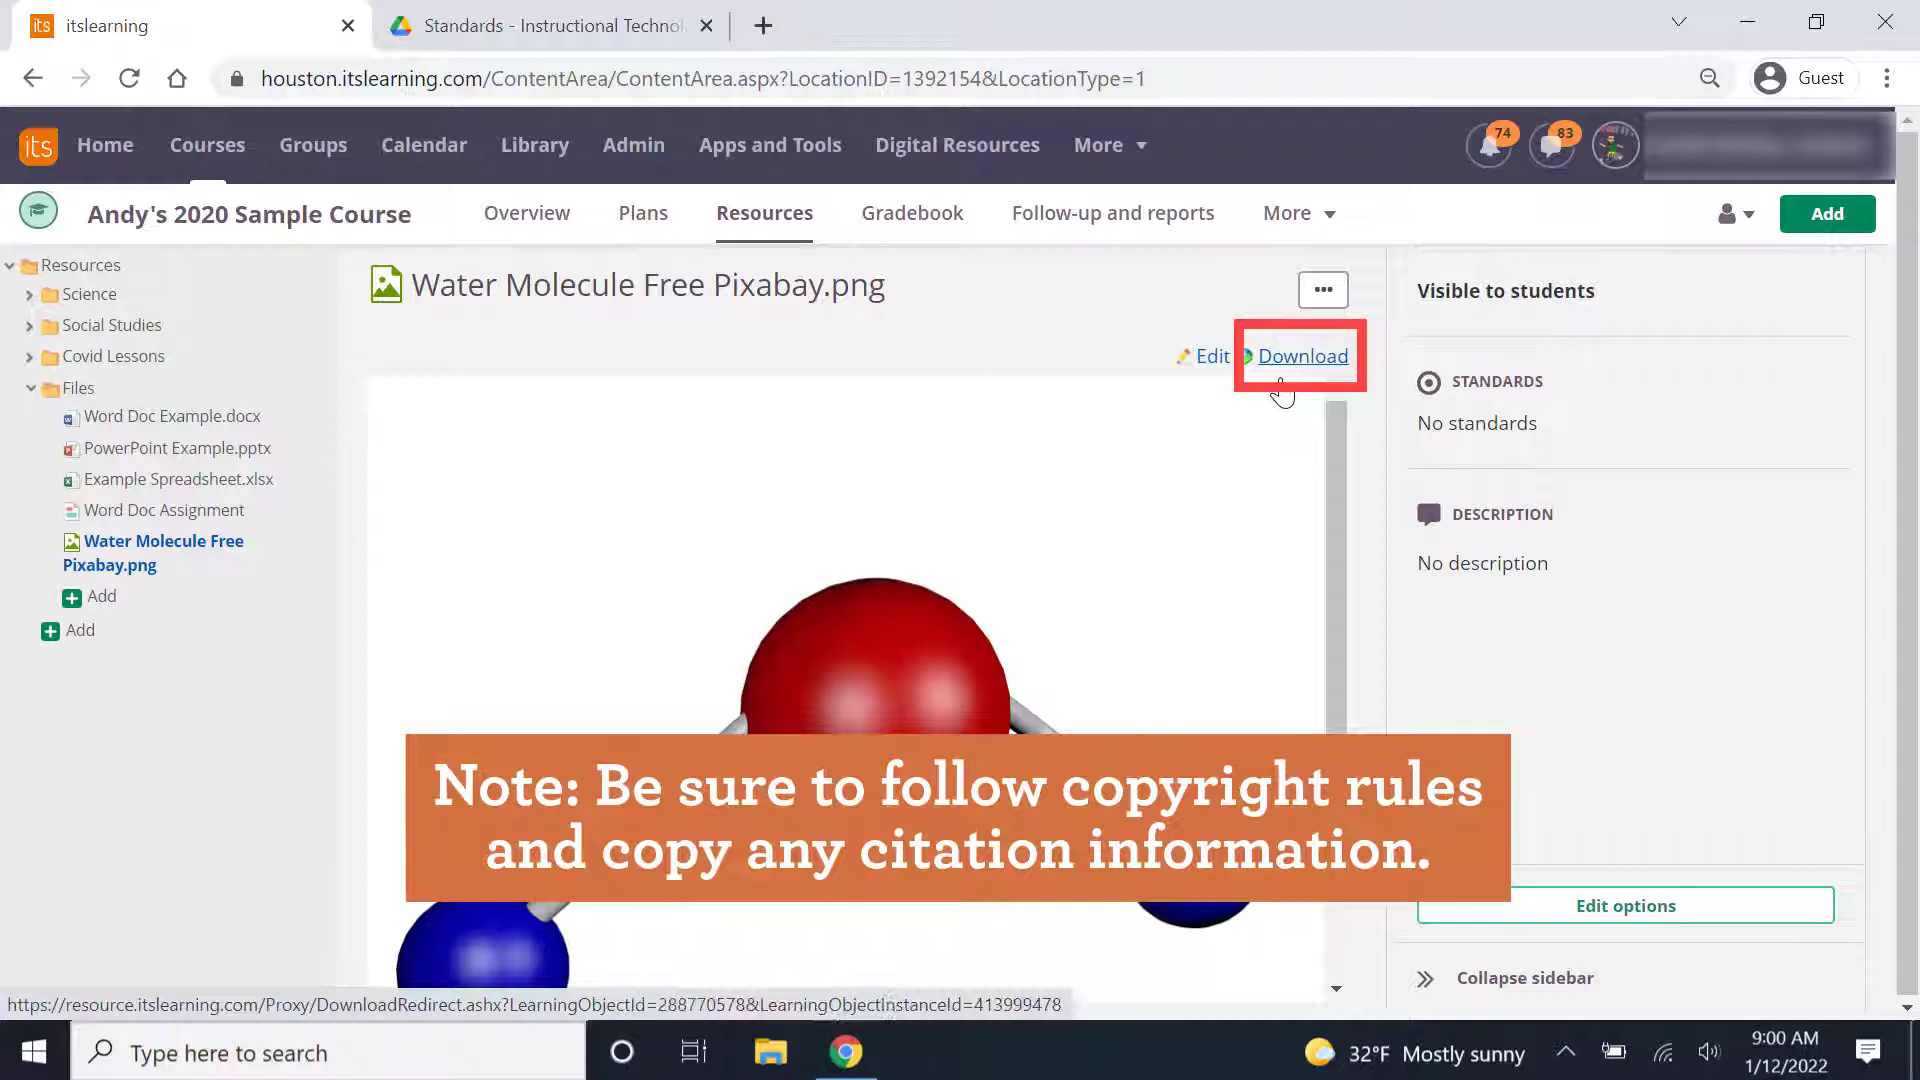 its itslearning
Standards - Instructional Technol
houston.itslearning.com/ContentArea/ContentArea.aspx?LocationID=1392154&LocationType=1
Guest
its Home Courses Groups Calendar Library Admin Apps and Tools Digital Resources More 74 83
Andy's 2020 Sample Course Overview Plans Resources Gradebook Follow-up and reports More Add
Resources
Science
Social Studies
Covid Lessons
Files
Word Doc Example.docx
PowerPoint Example.pptx
Example Spreadsheet.xlsx
Word Doc Assignment
Water Molecule Free
Pixabay.png
Add
Add
Water Molecule Free Pixabay.png
Edit Download
Visible to students
STANDARDS
No standards
DESCRIPTION
No description
Note: Be sure to follow copyright rules
and copy any citation information.
Edit options
Collapse sidebar
https://resource.itslearning.com/Proxy/DownloadRedirect.ashx?LearningObjectId=288770578&LearningObjectInstanceId=413999478
Type here to search
32°F Mostly sunny
9:00 AM
1/12/2022